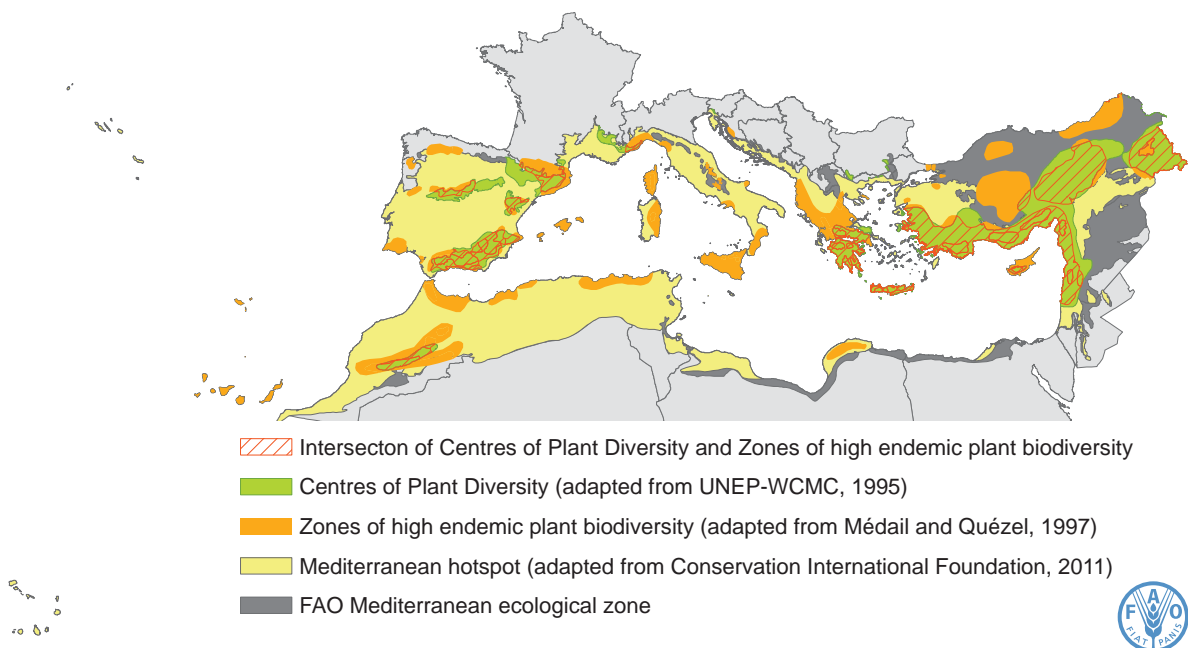 Intersecton of Centres of Plant Diversity and Zones of high endemic plant biodiversity
Centres of Plant Diversity (adapted from UNEP-WCMC, 1995)
Zones of high endemic plant biodiversity (adapted from Médail and Quézel, 1997)
Mediterranean hotspot (adapted from Conservation International Foundation, 2011)
FAO Mediterranean ecological zone
F A O
FIAT PANIS